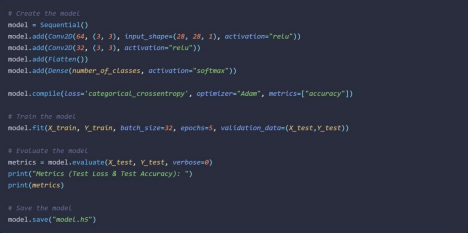 # Create the model
model = Sequential()
model.add(Conv2D(64, (3, 3), input_shape=(28, 28, 1), activation="relu"))
model.add(Conv2D(32, (3, 3), activation="relu"))
model.add(Flatten())
model.add(Dense(number_of_classes, activation="softmax"))
model.compile(loss='categorical_crossentropy', optimizer="Adam", metrics=["accuracy"])
# Train the model
model.fit(X_train, Y_train, batch_size=32, epochs=5, validation_data=(X_test,Y_test))
# Evaluate the model
metrics = model.evaluate(X_test, Y_test, verbose=0)
print("Metrics (Test Loss & Test Accuracy): ")
print(metrics)
# Save the model
model.save("model.h5")